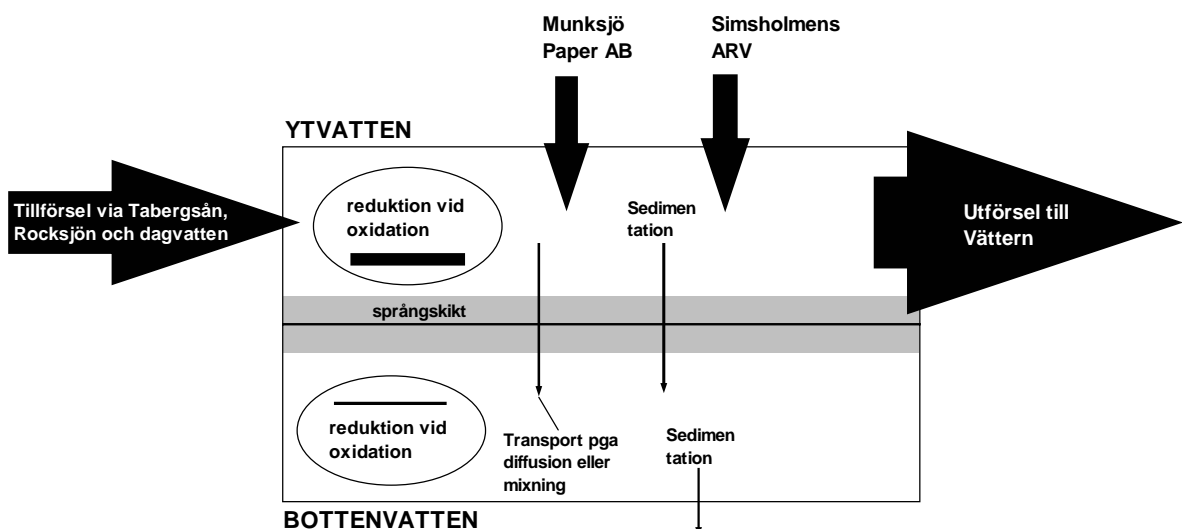 Munksjö
Paper AB
Simsholmens
ARV
YTVATTEN
Tillförsel via Tabergsån,
Rocksjön och dagvatten
reduktion vid
oxidation
Sedimen
tation
Utförsel till
Vättern
språngskikt
reduktion vid
oxidation
Transport pga
diffusion eller
mixning
Sedimen
tation
BOTTENVATTEN